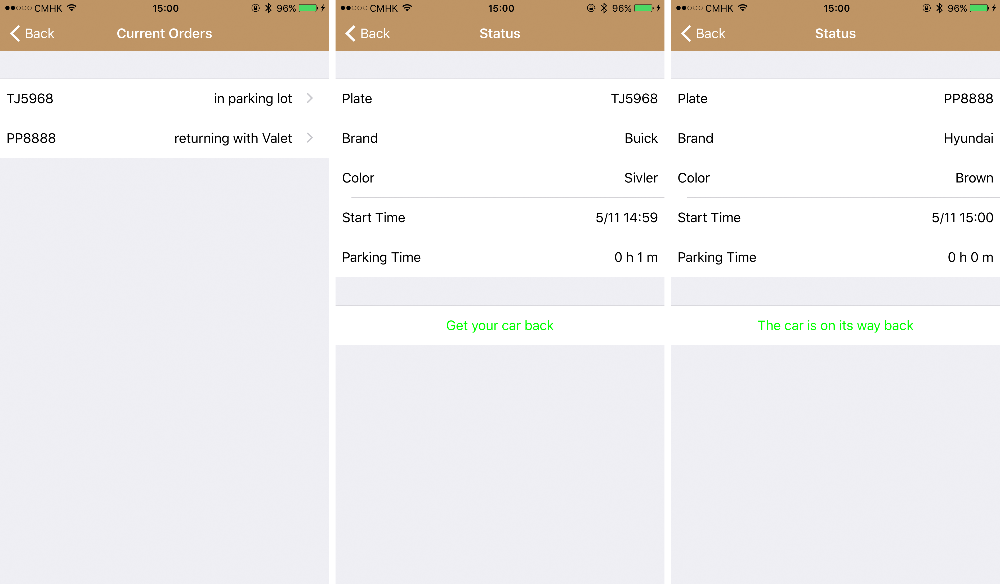 CMHK 15:00 96%
Back Current Orders
TJ5968 in parking lot
PP8888 returning with Valet
CMHK 15:00 96%
Back Status
Plate TJ5968
Brand Buick
Color Sivler
Start Time 5/11 14:59
Parking Time 0 h 1 m
Get your car back
CMHK 15:00 96%
Back Status
Plate PP8888
Brand Hyundai
Color Brown
Start Time 5/11 15:00
Parking Time 0 h 0 m
The car is on its way back